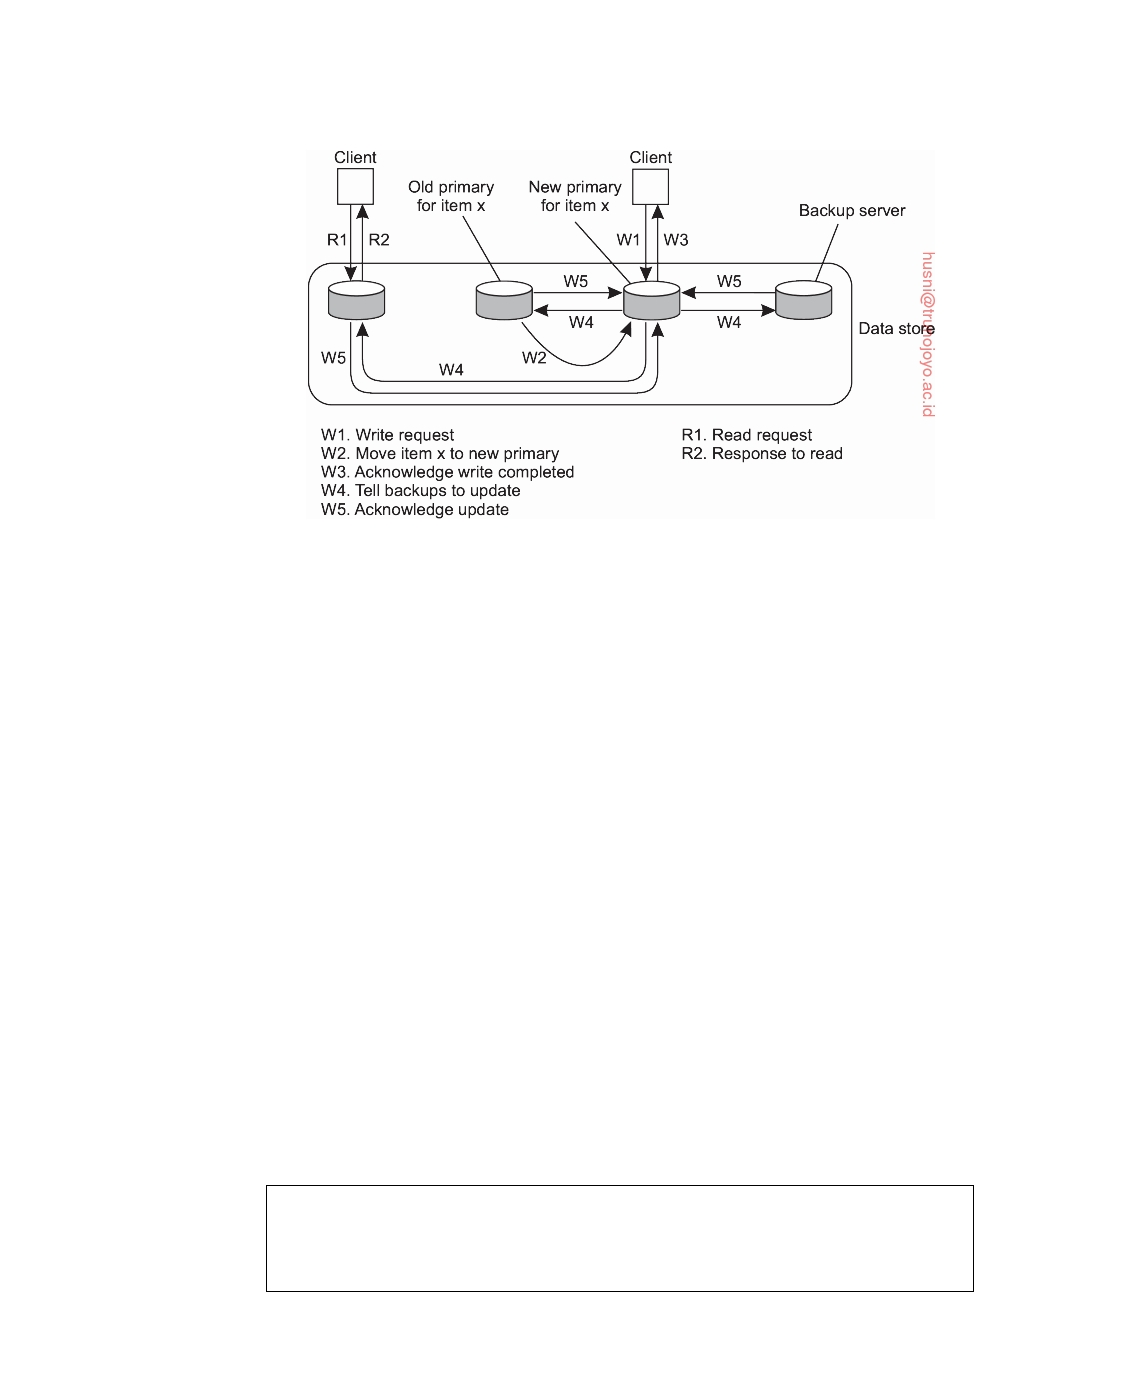 Client
Client
Old primary
for item x
New primary
for item x
Backup server
R1
R2
W1
W3
W5
W5
W4
W4
Data store
W5
W2
W4
W1. Write request
W2. Move item x to new primary
W3. Acknowledge write completed
W4. Tell backups to update
W5. Acknowledge update
R1. Read request
R2. Response to read